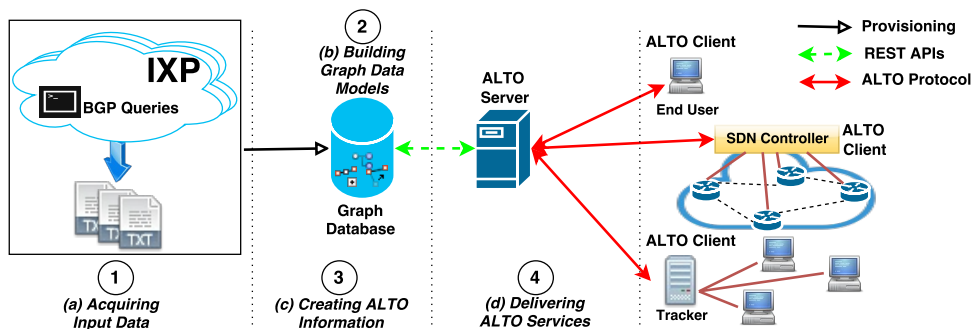 IXP
>_
BGP Queries
TXT
TXT
TXT
1
(a) Acquiring
Input Data
2
(b) Building
Graph Data
Models
Graph
Database
3
(c) Creating ALTO
Information
ALTO
Server
4
(d) Delivering
ALTO Services
Provisioning
REST APIs
ALTO Protocol
ALTO Client
End User
SDN Controller
ALTO
Client
ALTO Client
Tracker